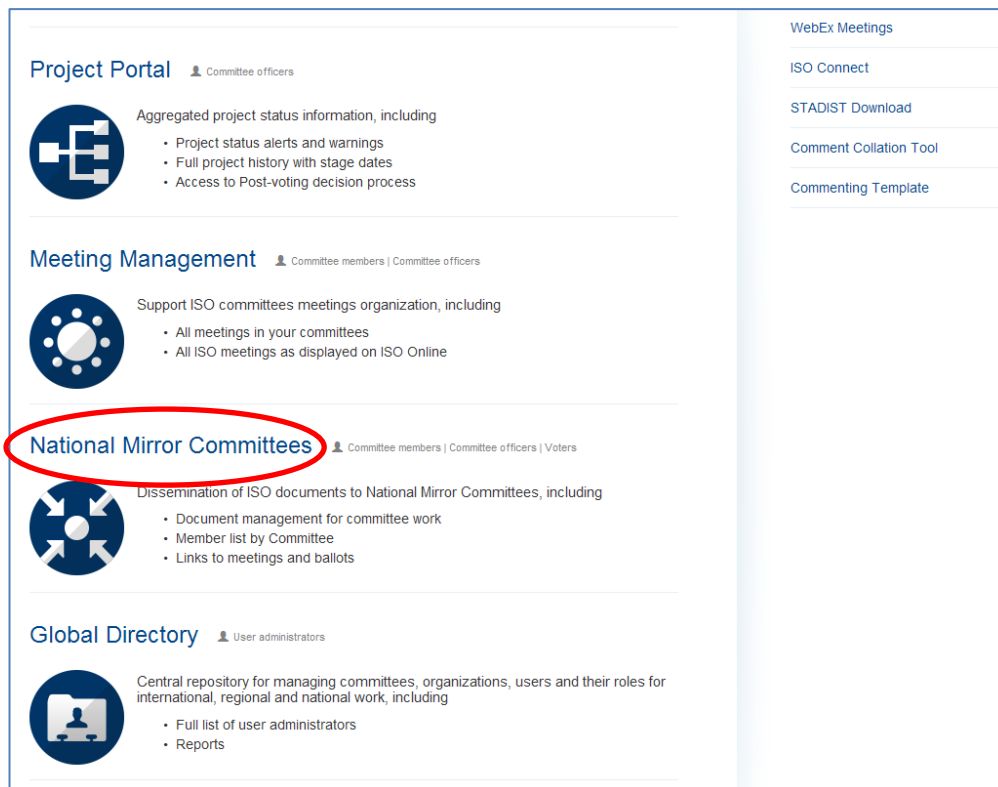 Project Portal Committee officers
Aggregated project status information, including
• Project status alerts and warnings
• Full project history with stage dates
• Access to Post-voting decision process
Meeting Management Committee members | Committee officers
Support ISO committees meetings organization, including
• All meetings in your committees
• All ISO meetings as displayed on ISO Online
National Mirror Committees Committee members | Committee officers | Voters
Dissemination of ISO documents to National Mirror Committees, including
• Document management for committee work
• Member list by Committee
• Links to meetings and ballots
Global Directory User administrators
Central repository for managing committees, organizations, users and their roles for
international, regional and national work, including
• Full list of user administrators
• Reports
WebEx Meetings
ISO Connect
STADIST Download
Comment Collation Tool
Commenting Template